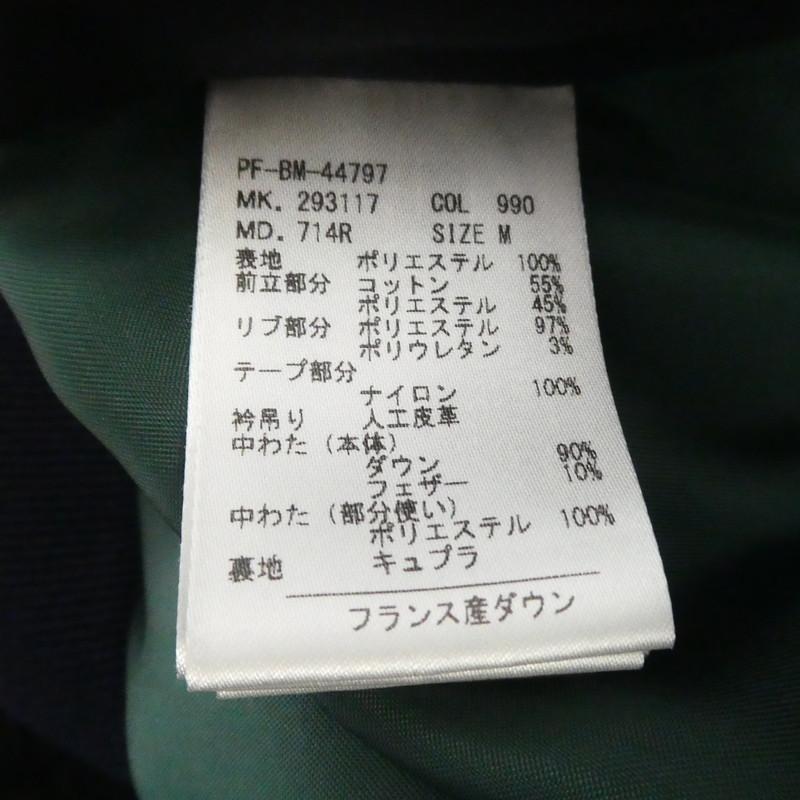 PF-BM-44797
MK. 293117 COL 990
MD. 714R SIZE M
表地 ポリエステル 100%
前立部分 コットン 55%
ポリエステル 45%
リブ部分 ポリエステル 97%
ポリウレタン 3%
テープ部分
ナイロン 100%
衿吊り 人工皮革
中わた (本体)
ダウン 90%
フェザー 10%
中わた (部分使い)
ポリエステル 100%
裏地 キュプラ
フランス産ダウン